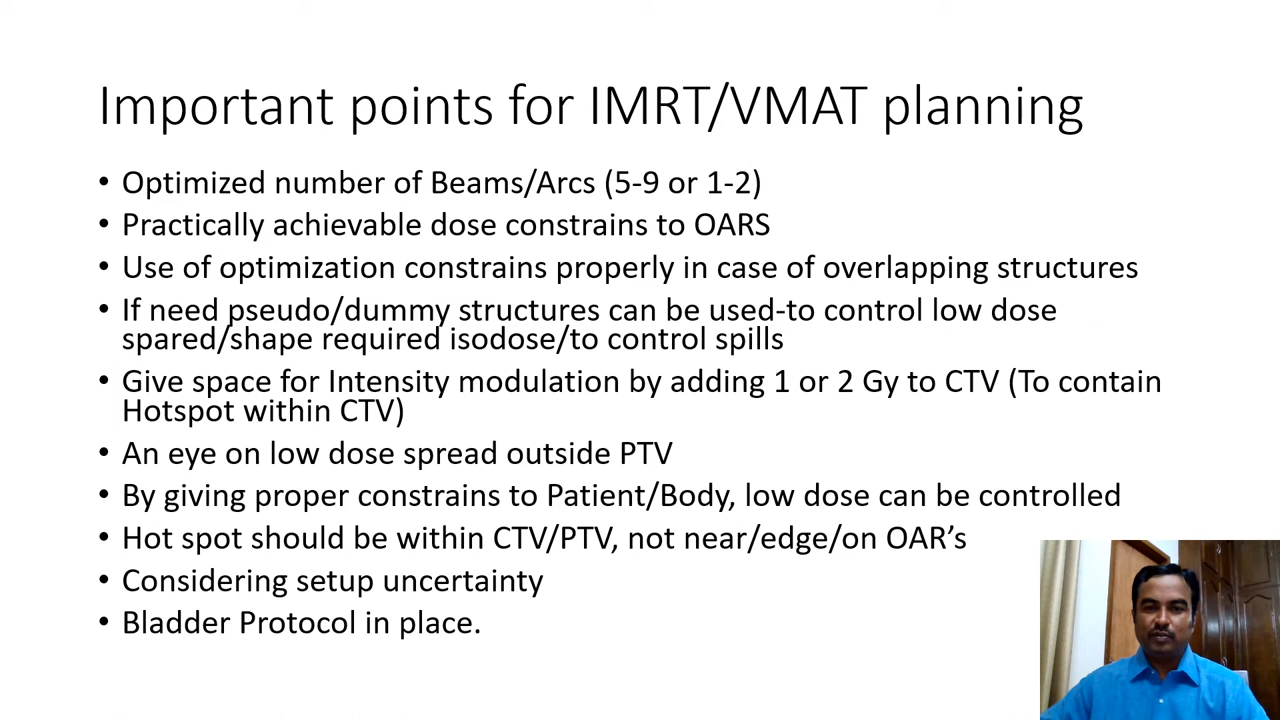 Important points for IMRT/VMAT planning
• Optimized number of Beams/Arcs (5-9 or 1-2)
• Practically achievable dose constrains to OARS
• Use of optimization constrains properly in case of overlapping structures
• If need pseudo/dummy structures can be used-to control low dose
spared/shape required isodose/to control spills
• Give space for Intensity modulation by adding 1 or 2 Gy to CTV (To contain
Hotspot within CTV)
• An eye on low dose spread outside PTV
• By giving proper constrains to Patient/Body, low dose can be controlled
• Hot spot should be within CTV/PTV, not near/edge/on OAR’s
• Considering setup uncertainty
• Bladder Protocol in place.